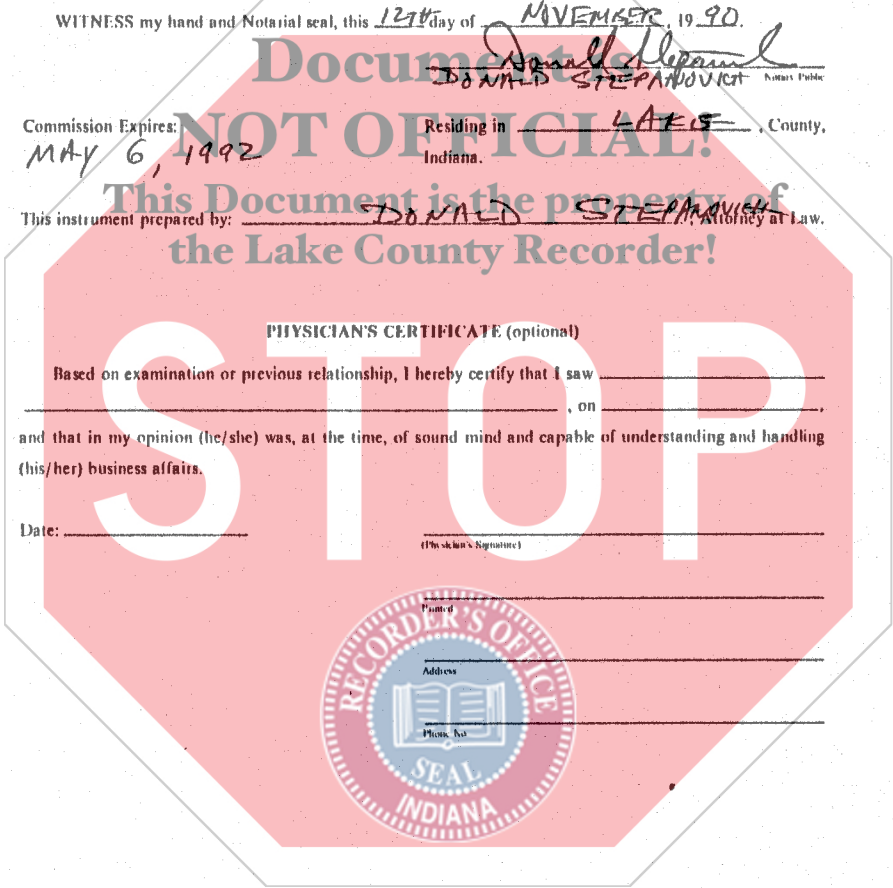 WITNESS my hand and Notarial seal, this 12th day of NOVEMBER, 19 90.
Document is
Donald Stepanovich
DONALD STEPANOVICH Notary Public
Commission Expires: Residing in LAKE, County,
NOT OFFICIAL!
MAY 6, 1992 Indiana.
This Document is the property of
This instrument prepared by: DONALD STEPANOVICH, Attorney at Law.
the Lake County Recorder!
PHYSICIAN'S CERTIFICATE (optional)
STOP
Based on examination or previous relationship, I hereby certify that I saw
, on ,
and that in my opinion (he/she) was, at the time, of sound mind and capable of understanding and handling
(his/her) business affairs.
Date:
(Physician's Signature)
Printed
Address
Phone No
RECORDER'S OFFICE
SEAL
INDIANA